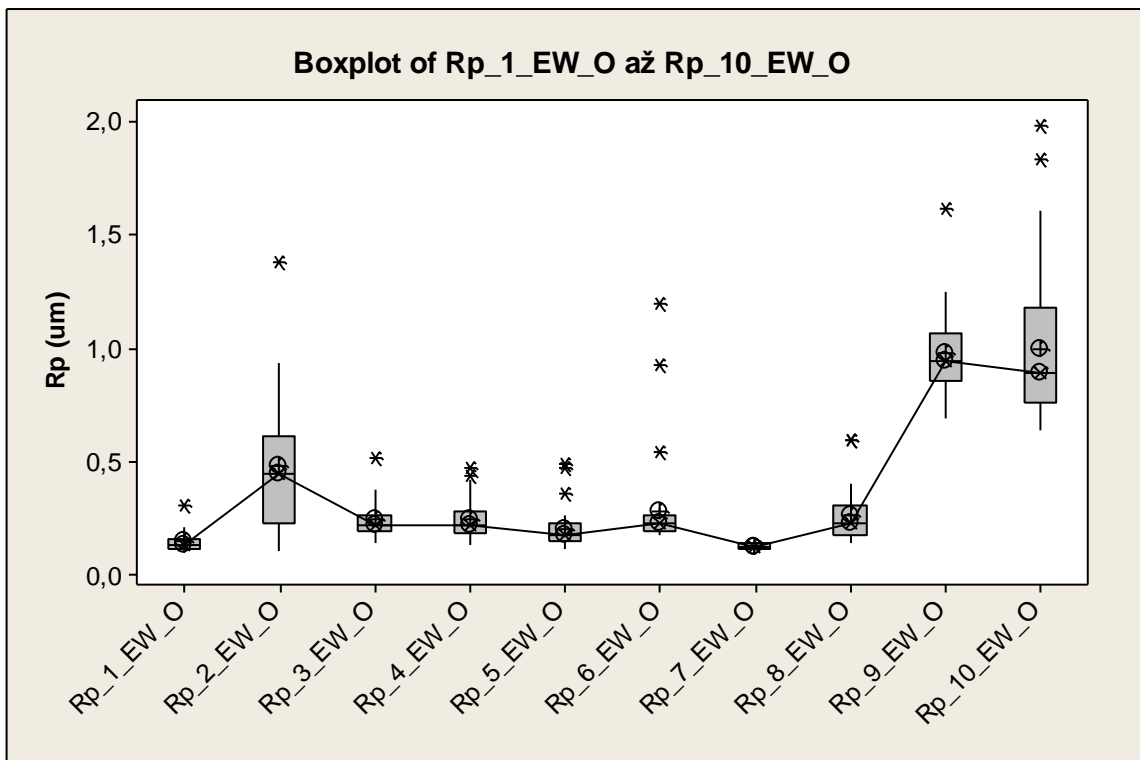 Boxplot of Rp_1_EW_O až Rp_10_EW_O
2,0
1,5
1,0
0,5
0,0
Rp (um)
Rp_1_EW_O
Rp_2_EW_O
Rp_3_EW_O
Rp_4_EW_O
Rp_5_EW_O
Rp_6_EW_O
Rp_7_EW_O
Rp_8_EW_O
Rp_9_EW_O
Rp_10_EW_O